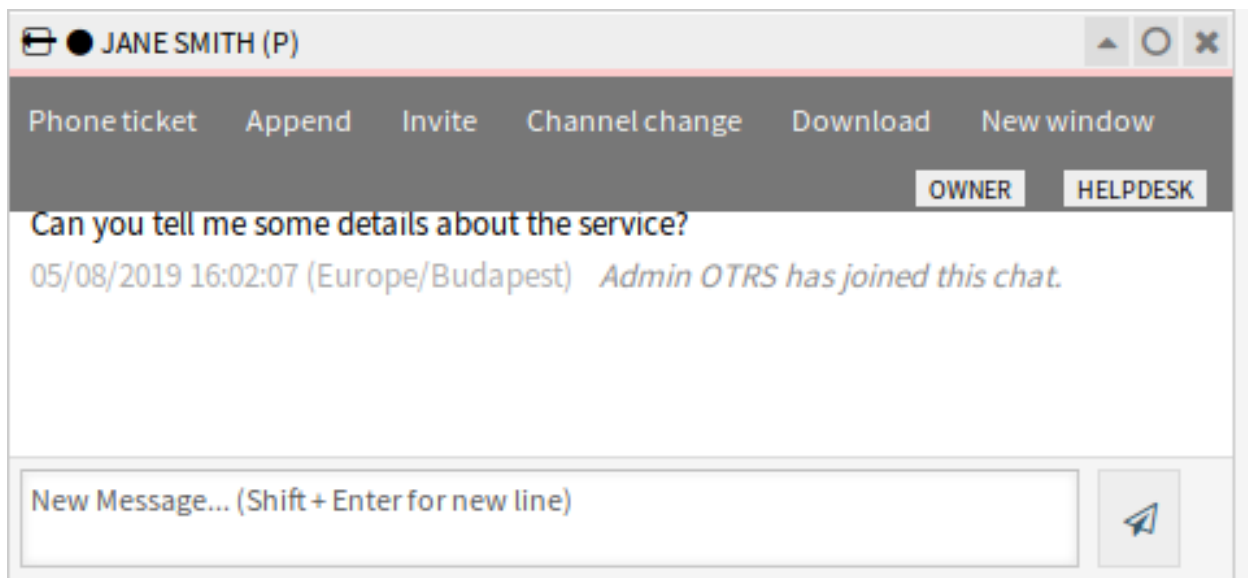 JANE SMITH (P)
Phone ticket Append Invite Channel change Download New window
OWNER HELPDESK
Can you tell me some details about the service?
05/08/2019 16:02:07 (Europe/Budapest) Admin OTRS has joined this chat.
New Message... (Shift + Enter for new line)